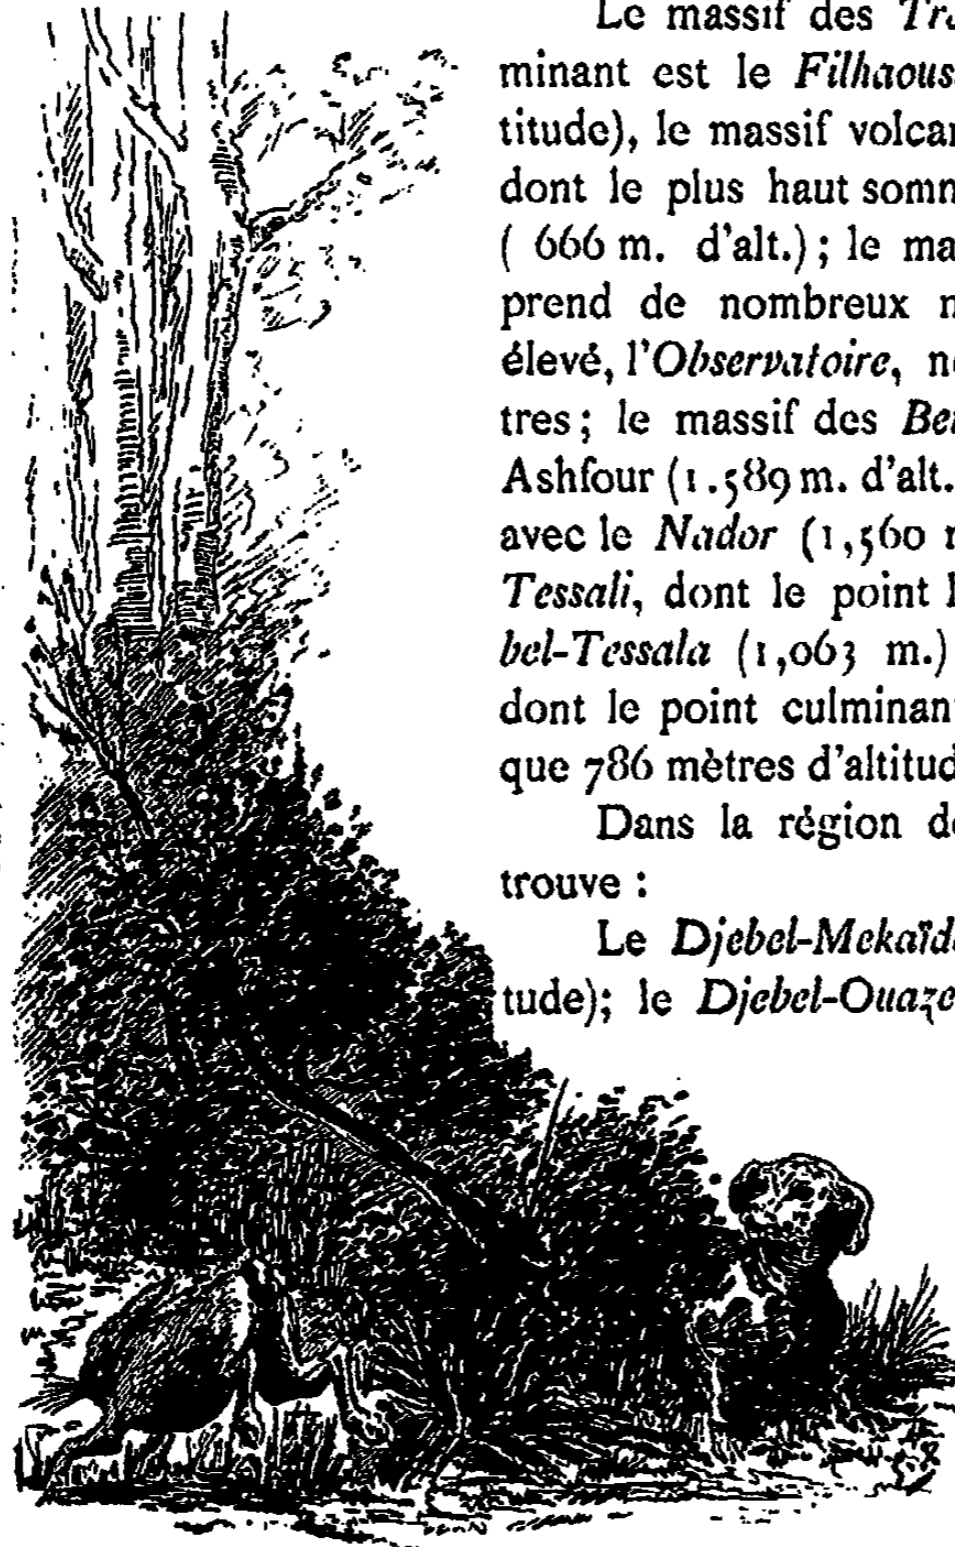 Le massif des Tra
minant est le Filhaous
titude), le massif volcan
dont le plus haut somm
( 666 m. d'alt.) ; le ma
prend de nombreux
élevé, l'Observatoire, n
tres ; le massif des Be
Ashfour (1.589 m. d'alt.
avec le Nador (1,560
Tessali, dont le point
bel-Tessala (1,063 m.)
dont le point culminan
que 786 mètres d'altitud
Dans la région d
trouve :
Le Djebel-Mekaïd
tude); le Djebel-Ouaze